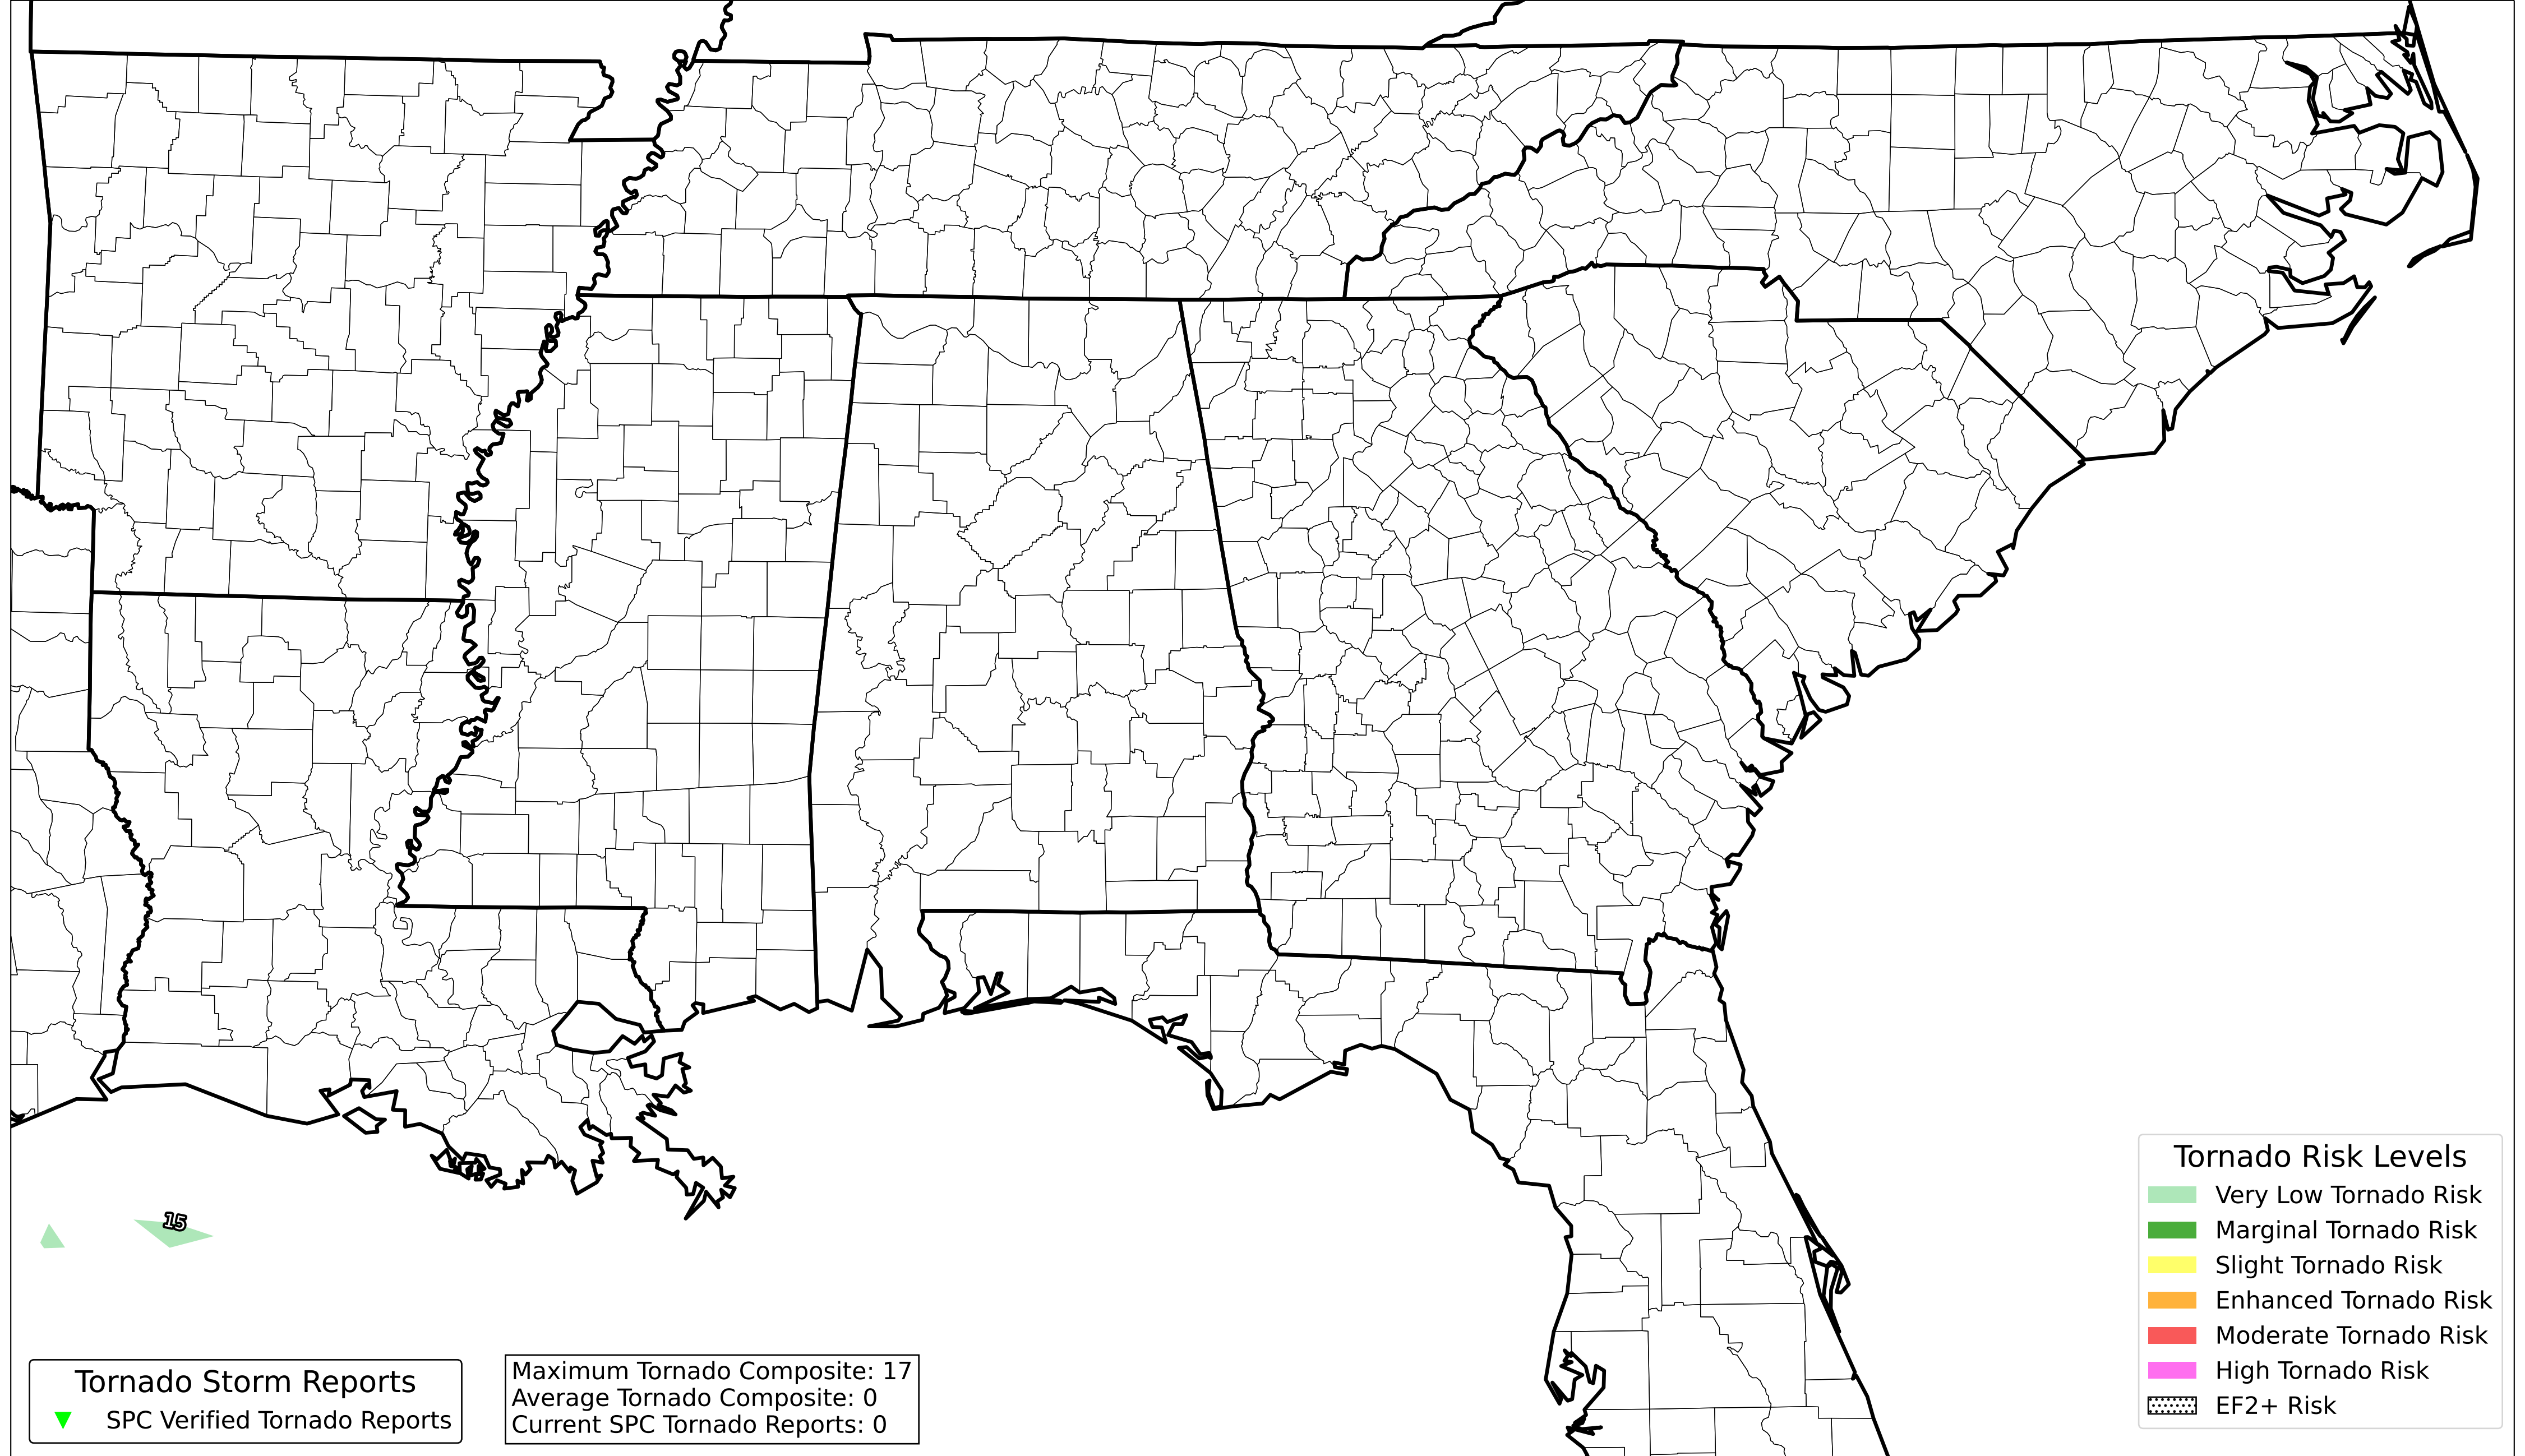 15
Tornado Risk Levels
Very Low Tornado Risk
Marginal Tornado Risk
Slight Tornado Risk
Enhanced Tornado Risk
Moderate Tornado Risk
High Tornado Risk
EF2+ Risk
Tornado Storm Reports
SPC Verified Tornado Reports
Maximum Tornado Composite: 17
Average Tornado Composite: 0
Current SPC Tornado Reports: 0